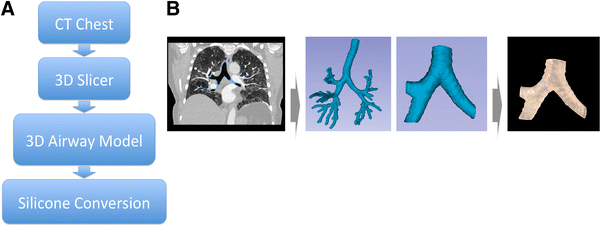 A
CT Chest
3D Slicer
3D Airway Model
Silicone Conversion
B